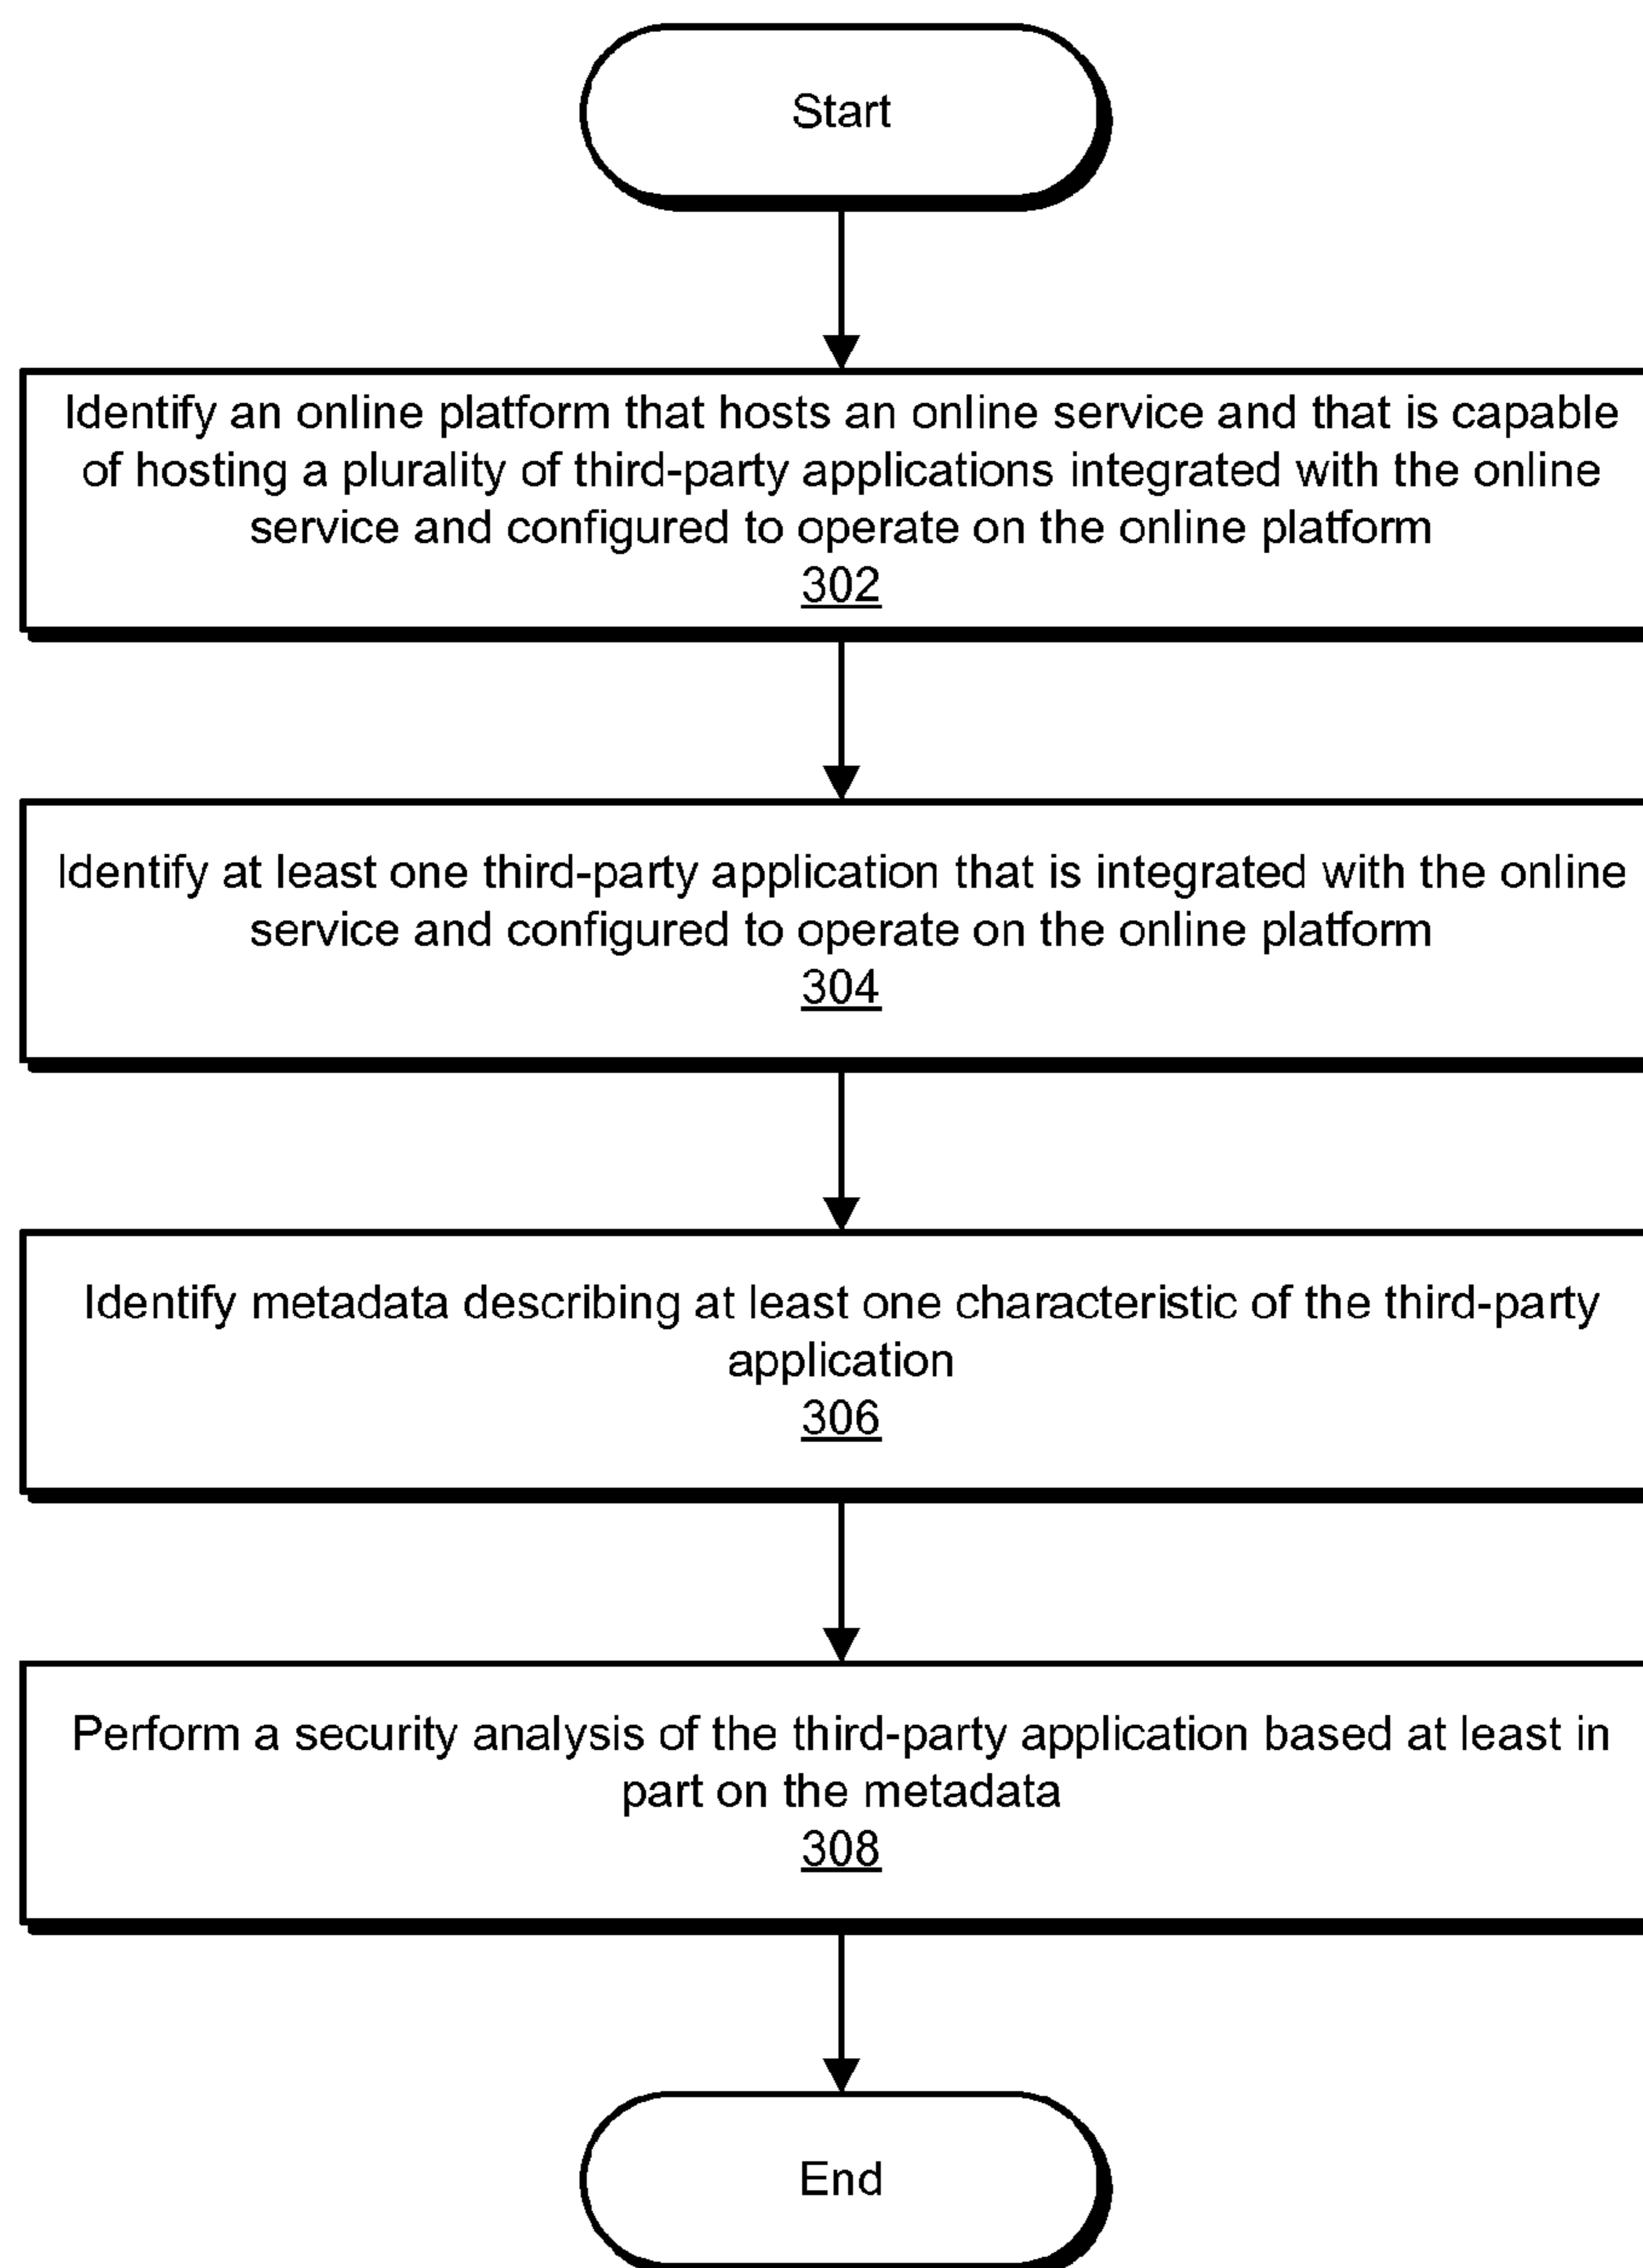 Start
Identify an online platform that hosts an online service and that is capable
of hosting a plurality of third-party applications integrated with the online
service and configured to operate on the online platform
302
Identify at least one third-party application that is integrated with the online
service and configured to operate on the online platform
304
Identify metadata describing at least one characteristic of the third-party
application
306
Perform a security analysis of the third-party application based at least in
part on the metadata
308
End